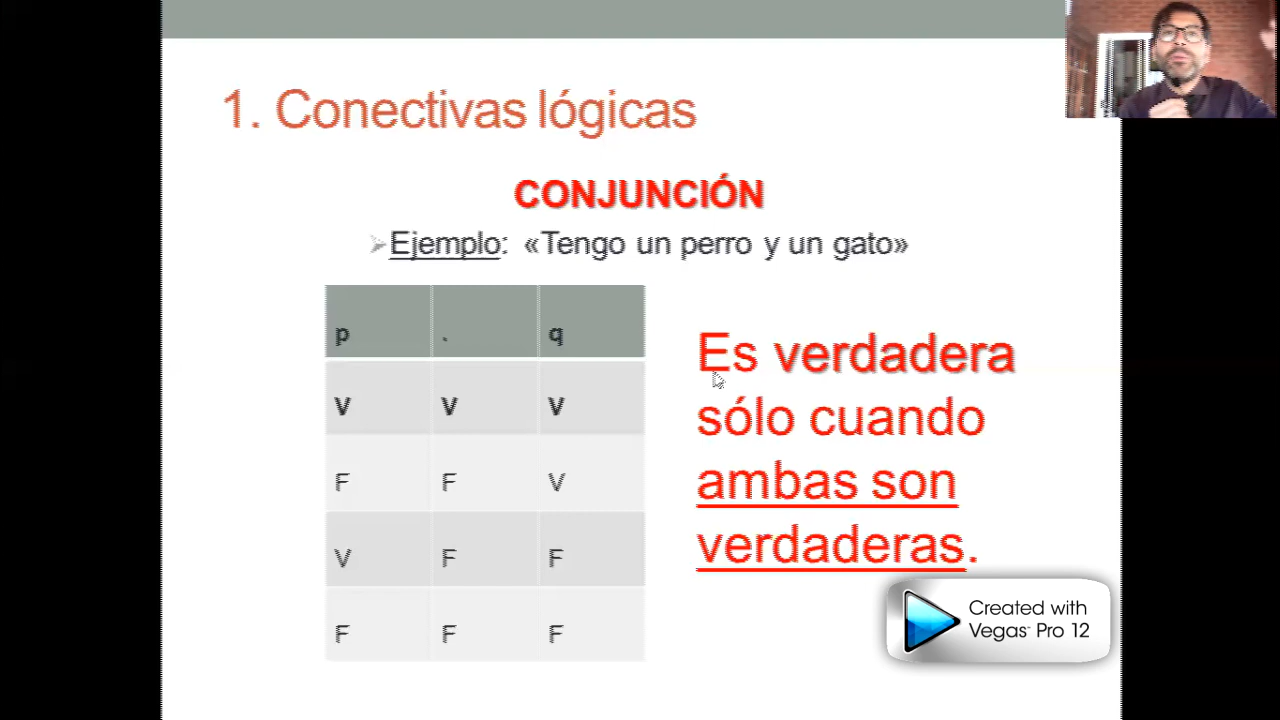 1. Conectivas lógicas
CONJUNCIÓN
Ejemplo: «Tengo un perro y un gato»
p . q
V V V
F F V
V F F
F F F
Es verdadera
sólo cuando
ambas son
verdaderas.
Created with
Vegas™ Pro 12